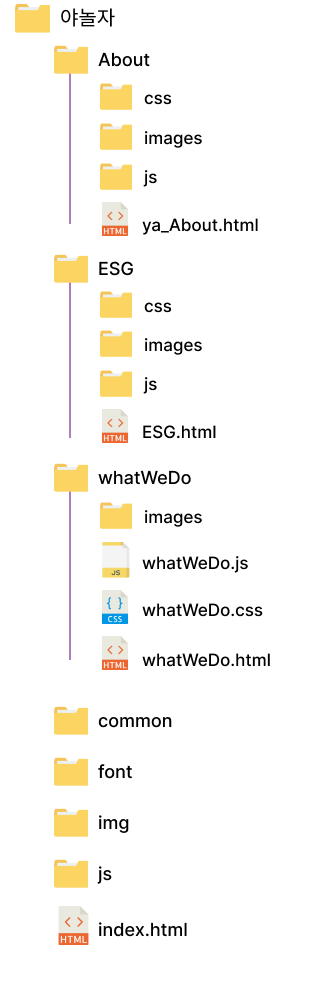 야놀자
About
css
images
js
HTML
ya_About.html
ESG
css
images
js
HTML
ESG.html
whatWeDo
images
JS
whatWeDo.js
CSS
whatWeDo.css
HTML
whatWeDo.html
common
font
img
js
HTML
index.html